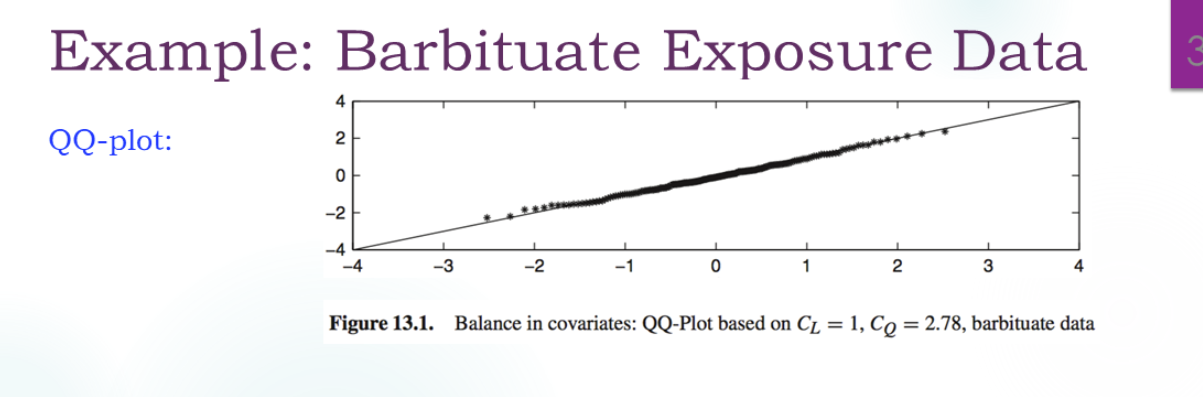 Example: Barbituate Exposure Data
3
QQ-plot:
4
2
0
−2
−4
−4 −3 −2 −1 0 1 2 3 4
Figure 13.1. Balance in covariates: QQ-Plot based on C_L = 1, C_Q = 2.78, barbituate data